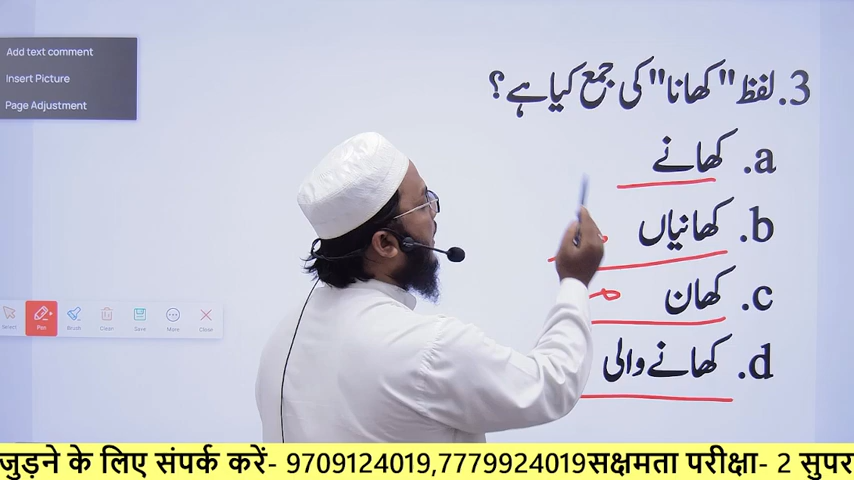 Add text comment
Insert Picture
Page Adjustment
3. لفظ "کھانا" کی جمع کیا ہے؟
a. کھانے
b. کھانیاں
c. کھان
d. کھانے والی
Select
Pen
Brush
Clear
Save
More
Close
जुड़ने के लिए संपर्क करें- 9709124019,7779924019सक्षमता परीक्षा- 2 सुपर